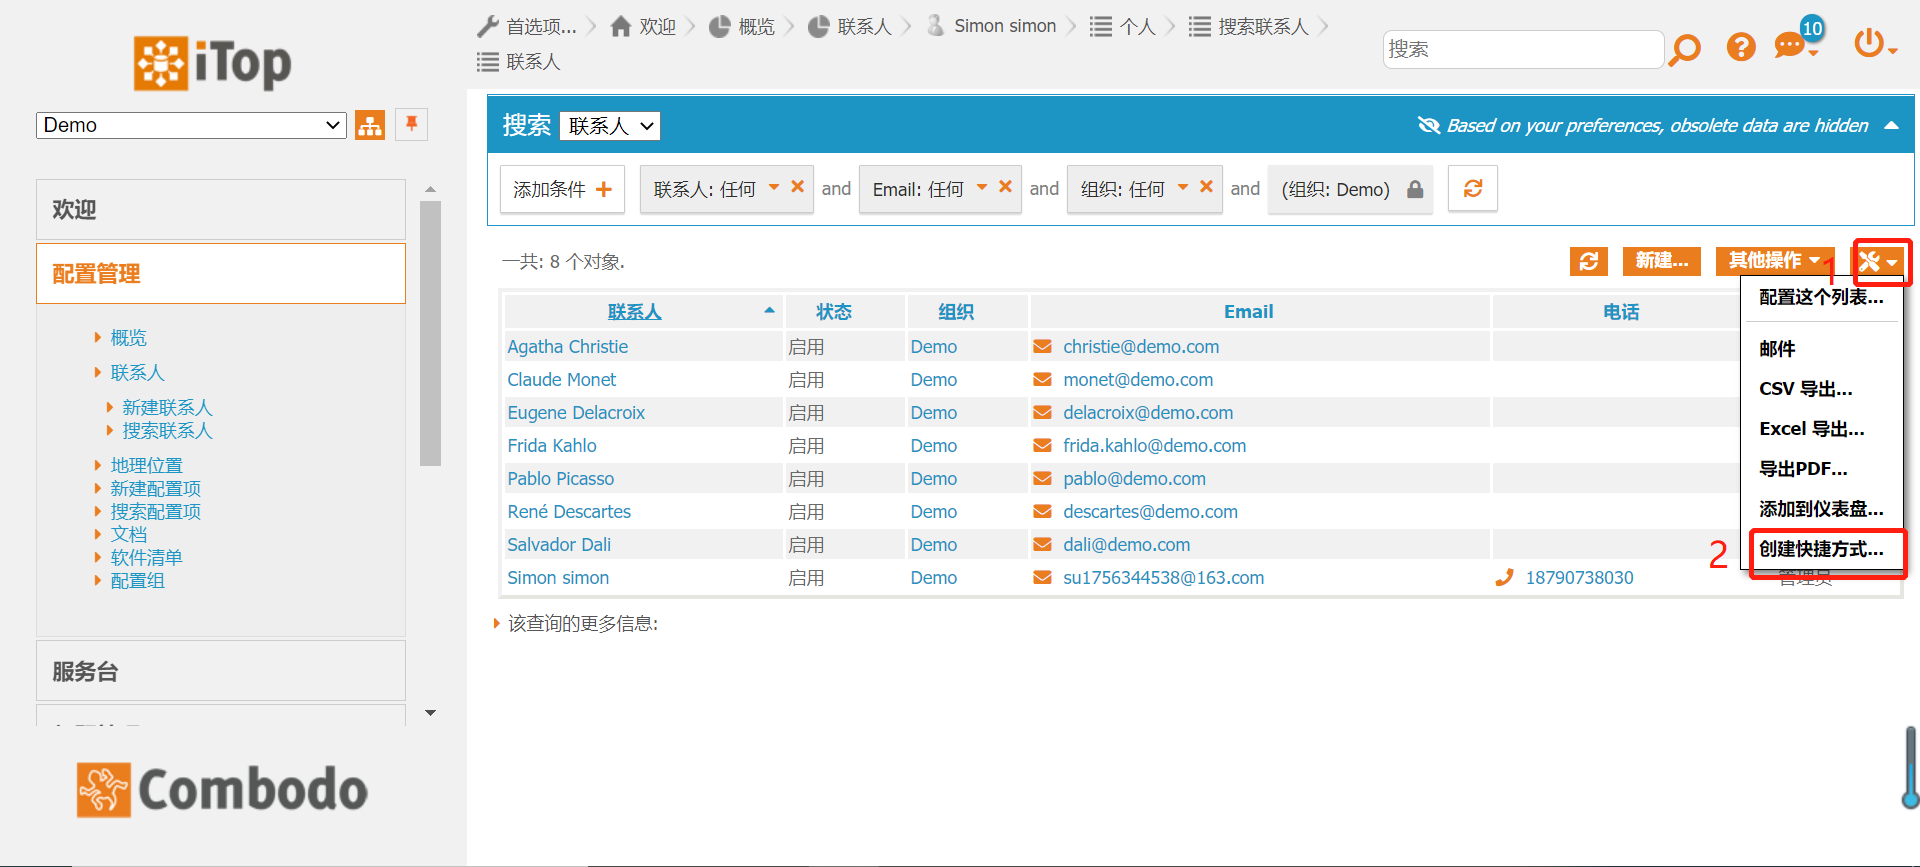 iTop
首选项...
欢迎
概览
联系人
Simon simon
个人
搜索联系人
联系人
搜索
10
Demo
搜索 联系人
Based on your preferences, obsolete data are hidden
添加条件
联系人: 任何 and Email: 任何 and 组织: 任何 and (组织: Demo)
欢迎
配置管理
概览
联系人
新建联系人
搜索联系人
地理位置
新建配置项
搜索配置项
文档
软件清单
配置组
服务台
Combodo
一共: 8 个对象.
新建...
其他操作
1
联系人 状态 组织 Email 电话
Agatha Christie 启用 Demo christie@demo.com
Claude Monet 启用 Demo monet@demo.com
Eugene Delacroix 启用 Demo delacroix@demo.com
Frida Kahlo 启用 Demo frida.kahlo@demo.com
Pablo Picasso 启用 Demo pablo@demo.com
René Descartes 启用 Demo descartes@demo.com
Salvador Dali 启用 Demo dali@demo.com
Simon simon 启用 Demo su1756344538@163.com 18790738030 管理员
该查询的更多信息:
配置这个列表...
邮件
CSV 导出...
Excel 导出...
导出PDF...
添加到仪表盘...
2
创建快捷方式...